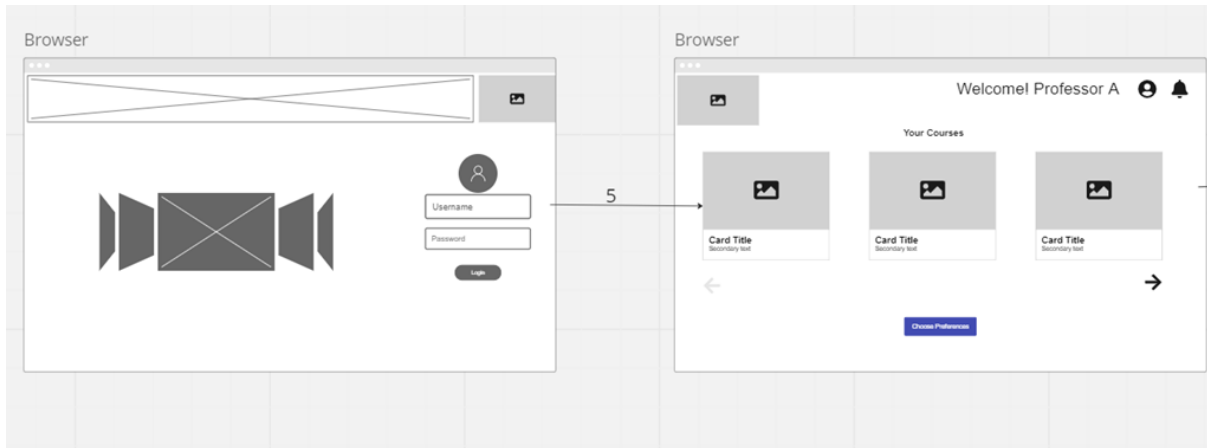 Browser
Username
Password
Login
5
Browser
Welcome! Professor A
Your Courses
Card Title
Secondary text
Card Title
Secondary text
Card Title
Secondary text
Choose Preferences